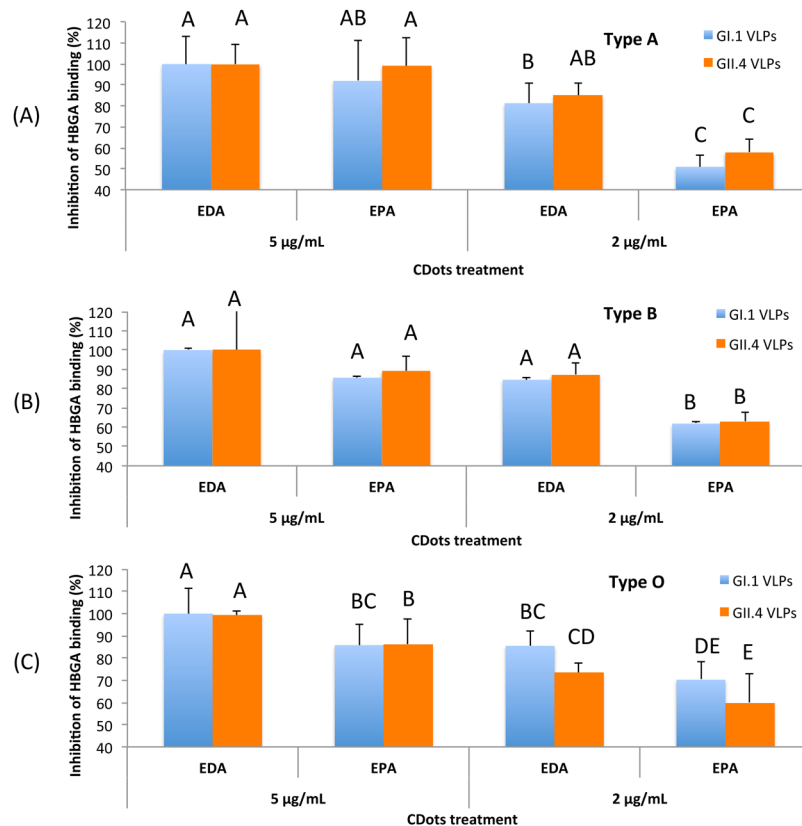 (A)
Inhibition of HBGA binding (%)
120
110
100
90
80
70
60
50
40
A A AB A B AB C C
Type A
GI.1 VLPs
GII.4 VLPs
EDA EPA EDA EPA
5 µg/mL 2 µg/mL
CDots treatment
(B)
Inhibition of HBGA binding (%)
120
110
100
90
80
70
60
50
40
A A A A A A B B
Type B
GI.1 VLPs
GII.4 VLPs
EDA EPA EDA EPA
5 µg/mL 2 µg/mL
CDots treatment
(C)
Inhibition of HBGA binding (%)
120
110
100
90
80
70
60
50
40
A A BC B BC CD DE E
Type O
GI.1 VLPs
GII.4 VLPs
EDA EPA EDA EPA
5 µg/mL 2 µg/mL
CDots treatment